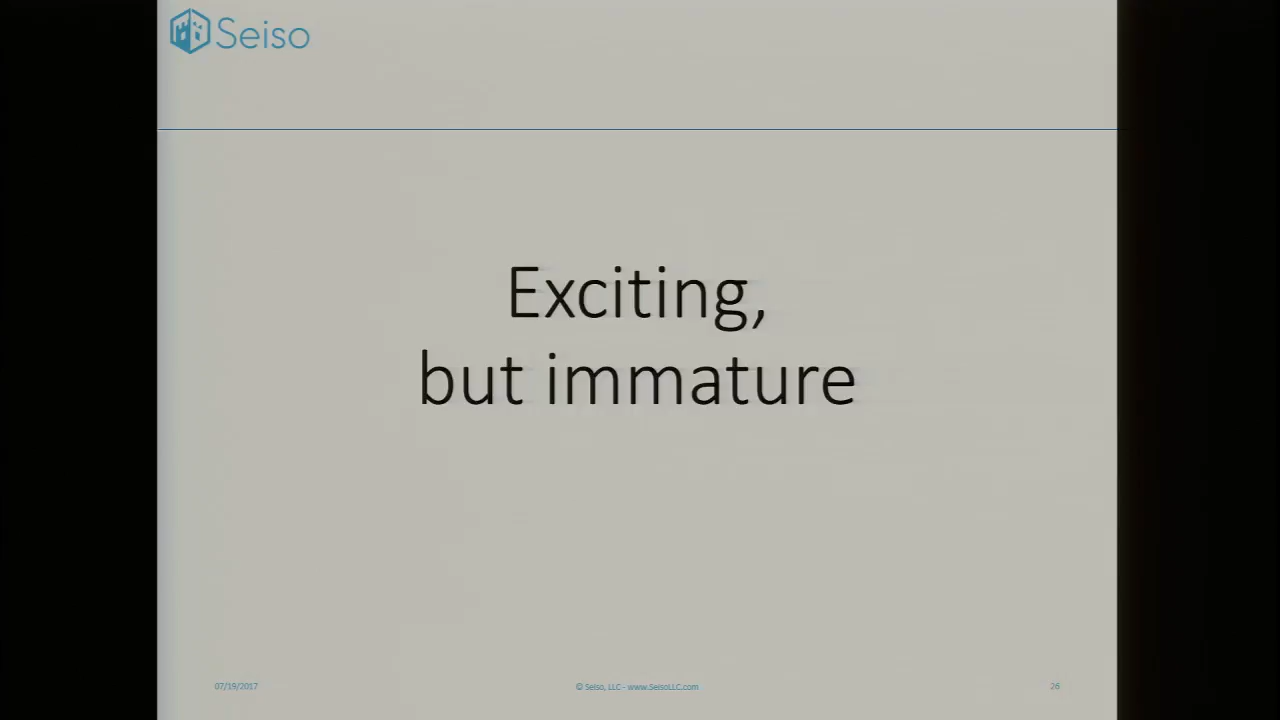 Seiso
Exciting,
but immature
07/19/2017
© Seiso, LLC - www.SeisoLLC.com
26